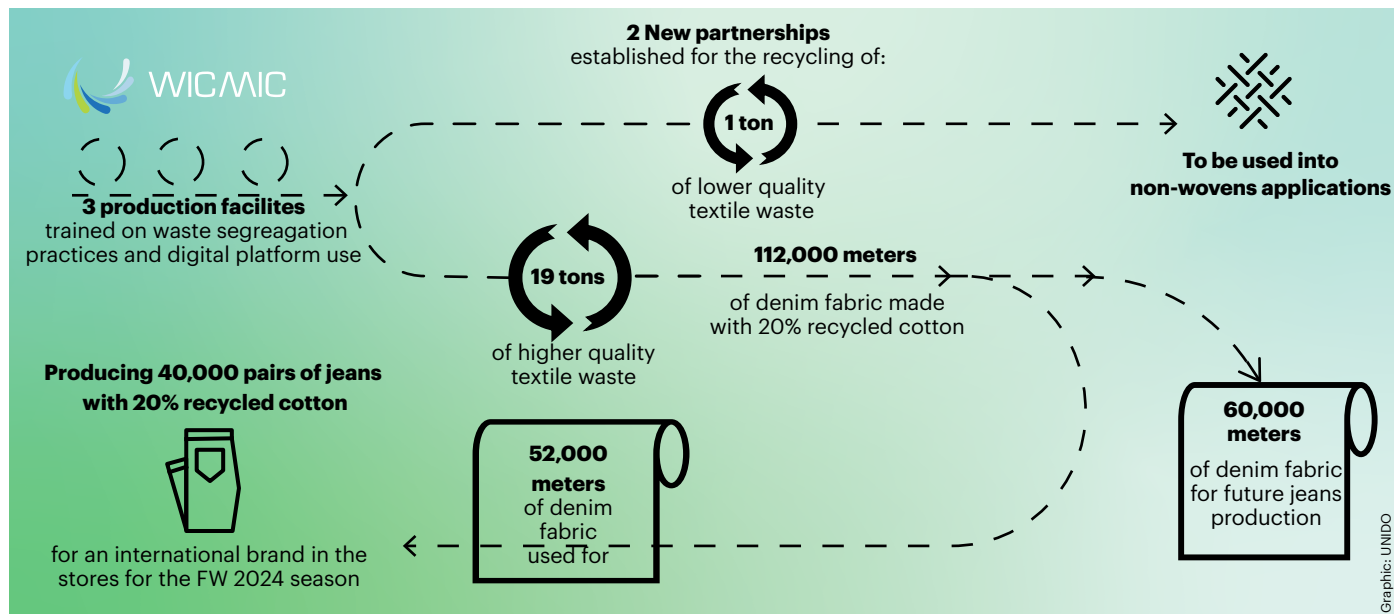 WICMIC
2 New partnerships
established for the recycling of:
1 ton
of lower quality
textile waste
To be used into
non-wovens applications
3 production facilites
trained on waste segreagation
practices and digital platform use
19 tons
of higher quality
textile waste
112,000 meters
of denim fabric made
with 20% recycled cotton
60,000
meters
of denim fabric
for future jeans
production
52,000
meters
of denim
fabric
used for
Producing 40,000 pairs of jeans
with 20% recycled cotton
for an international brand in the
stores for the FW 2024 season
Graphic: UNIDO